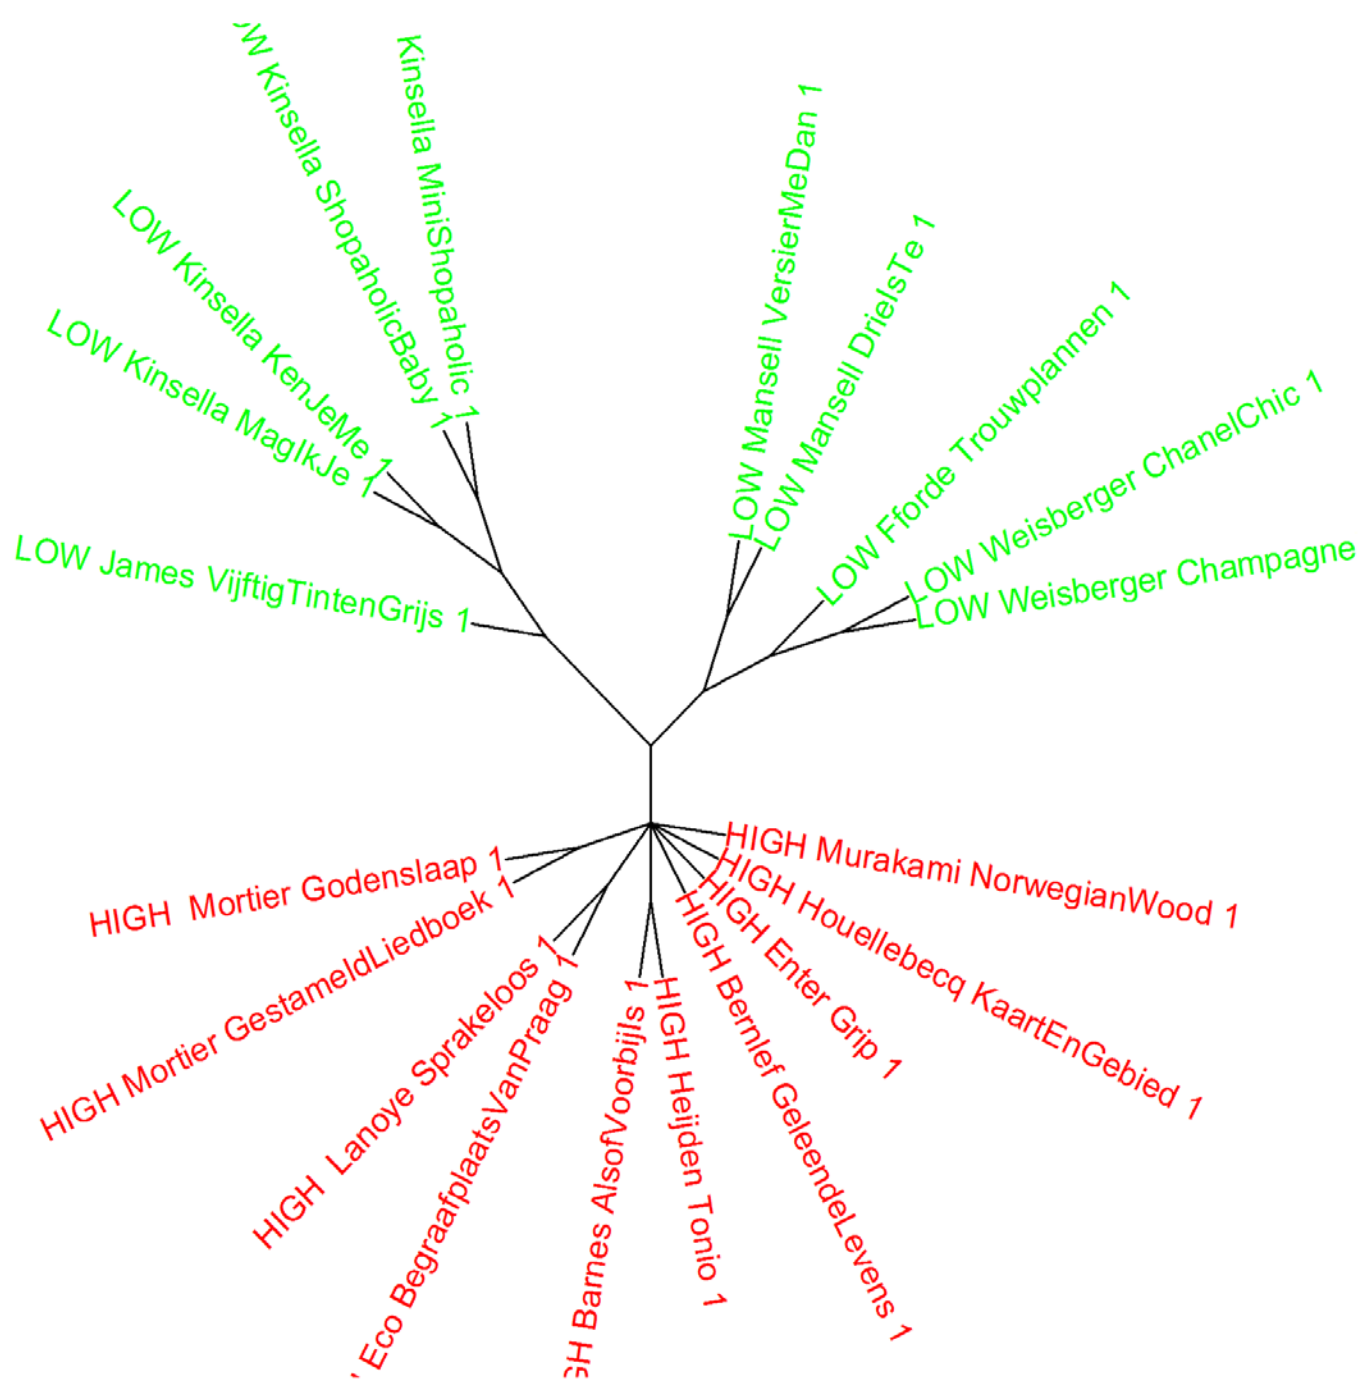 Kinsella ShopaholicBaby 1
Kinsella MiniShopaholic 1
LOW Mansell VersierMeDan 1
LOW Kinsella KenJeMe 1
LOW Mansell DrieIsTe 1
LOW Kinsella MagIkJe 1
LOW Fforde Trouwplannen 1
LOW Weisberger ChanelChic 1
LOW James VijftigTintenGrijs 1
LOW Weisberger Champagne
HIGH Murakami NorwegianWood 1
HIGH Mortier Godenslaap 1
HIGH Houellebecq KaartEnGebied 1
HIGH Mortier GestameldLiedboek 1
HIGH Enter Grip 1
HIGH Lanoye Sprakeloos 1
HIGH Bernlef GeleendeLevens 1
Eco BegraafplaatsVanPraag 1
Barnes AlsofVoorbijIs 1
HIGH Heijden Tonio 1